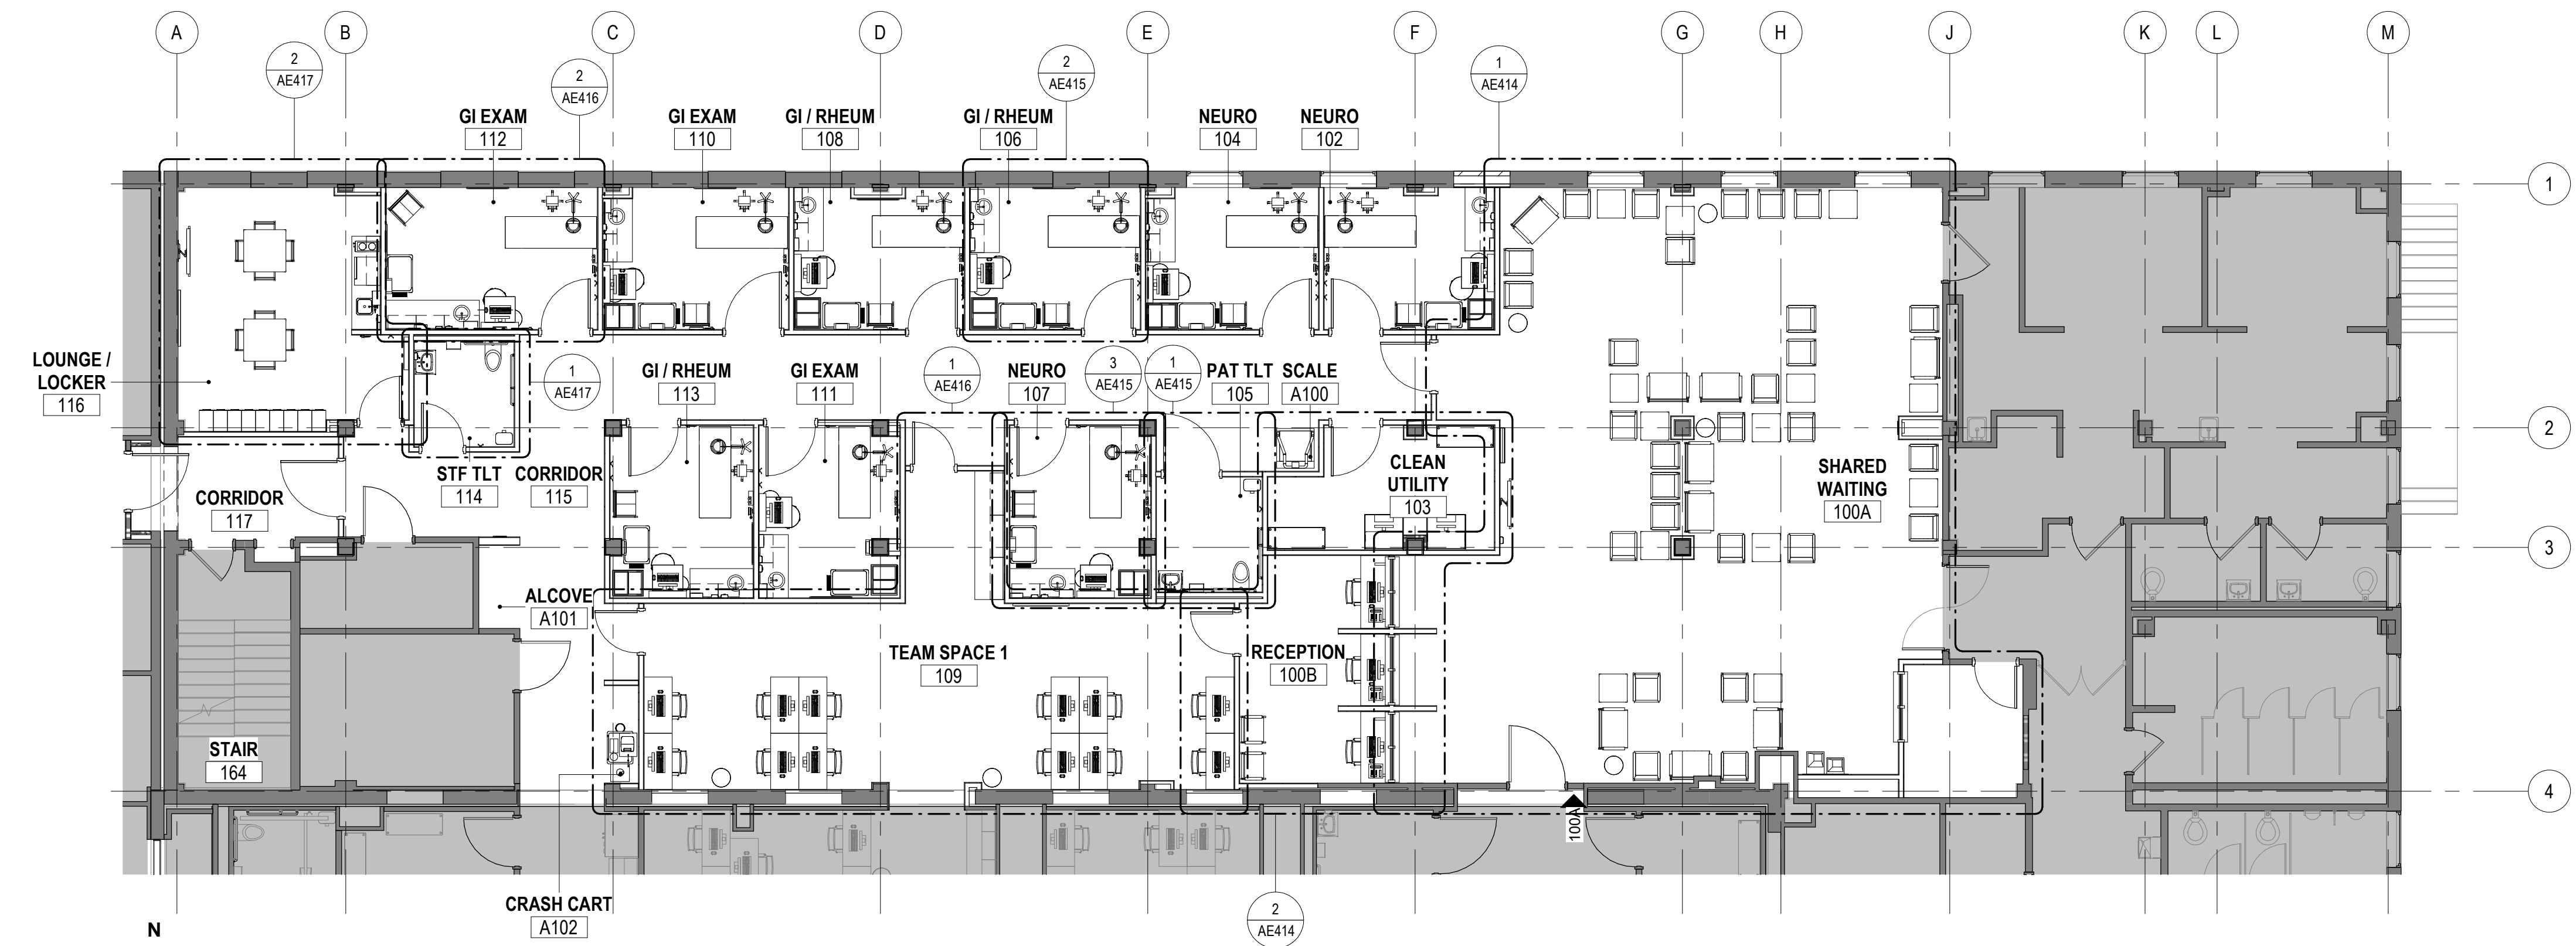 A B C D E F G H J K L M
2
AE417
2
AE416
2
AE415
1
AE414
GI EXAM
112
GI EXAM
110
GI / RHEUM
108
GI / RHEUM
106
NEURO
104
NEURO
102
1
LOUNGE /
LOCKER
116
1
AE417
GI / RHEUM
113
GI EXAM
111
1
AE416
NEURO
107
3
AE415
1
AE415
PAT TLT
105
SCALE
A100
2
CORRIDOR
117
STF TLT
114
CORRIDOR
115
CLEAN
UTILITY
103
SHARED
WAITING
100A
3
ALCOVE
A101
TEAM SPACE 1
109
RECEPTION
100B
STAIR
164
4
100A
CRASH CART
A102
2
AE414
N